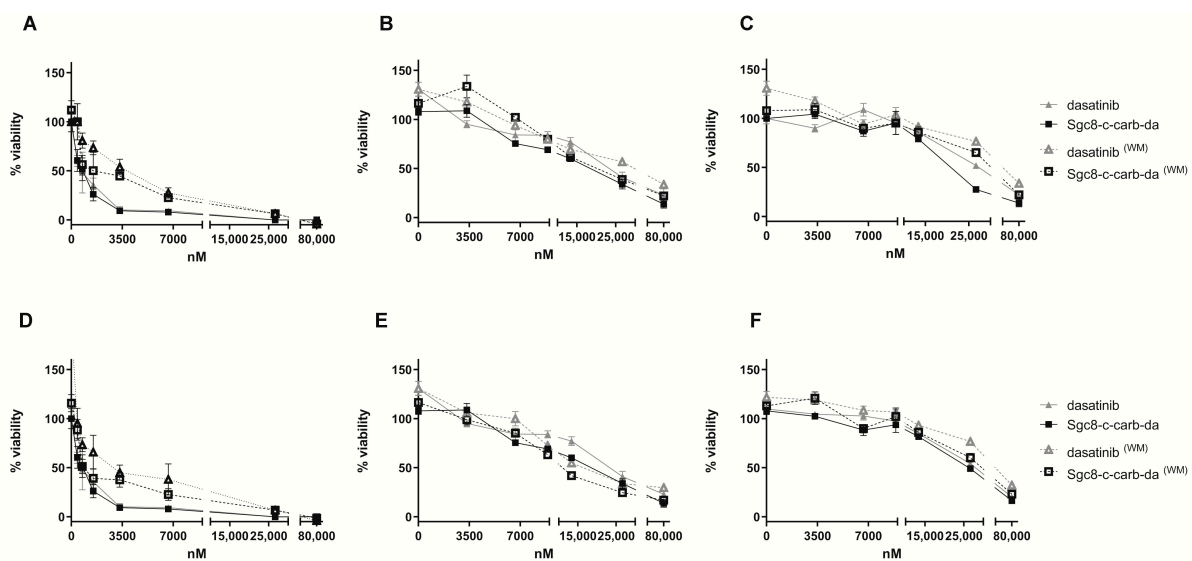 A
B
C
% viability
150
100
50
0
0
3500
7000
15,000
25,000
80,000
nM
% viability
150
100
50
0
0
3500
7000
15,000
25,000
80,000
nM
% viability
150
100
50
0
0
3500
7000
15,000
25,000
80,000
nM
dasatinib
Sgc8-c-carb-da
dasatinib (WM)
Sgc8-c-carb-da (WM)
D
E
F
% viability
150
100
50
0
0
3500
7000
15,000
25,000
80,000
nM
% viability
150
100
50
0
0
3500
7000
15,000
25,000
80,000
nM
% viability
150
100
50
0
0
3500
7000
15,000
25,000
80,000
nM
dasatinib
Sgc8-c-carb-da
dasatinib (WM)
Sgc8-c-carb-da (WM)